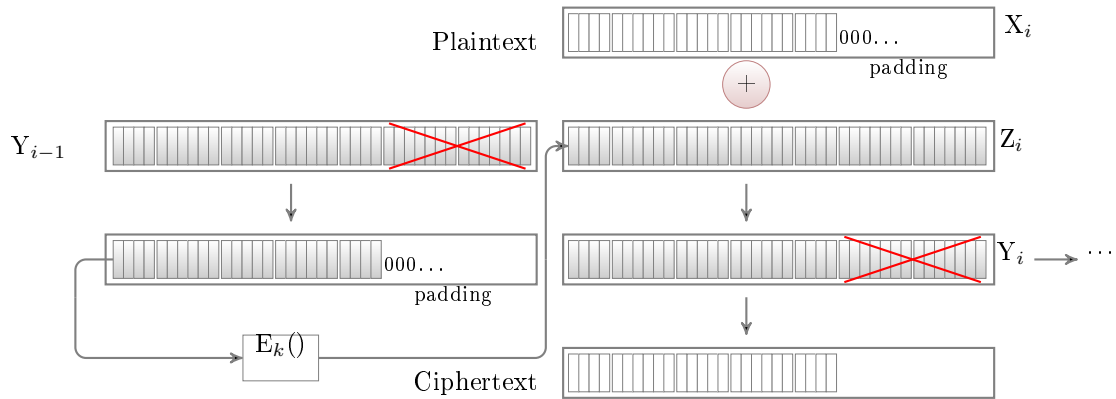 Plaintext
000...
X_i
padding
+
Y_{i−1}
Z_i
000...
padding
Y_i
...
E_k()
Ciphertext